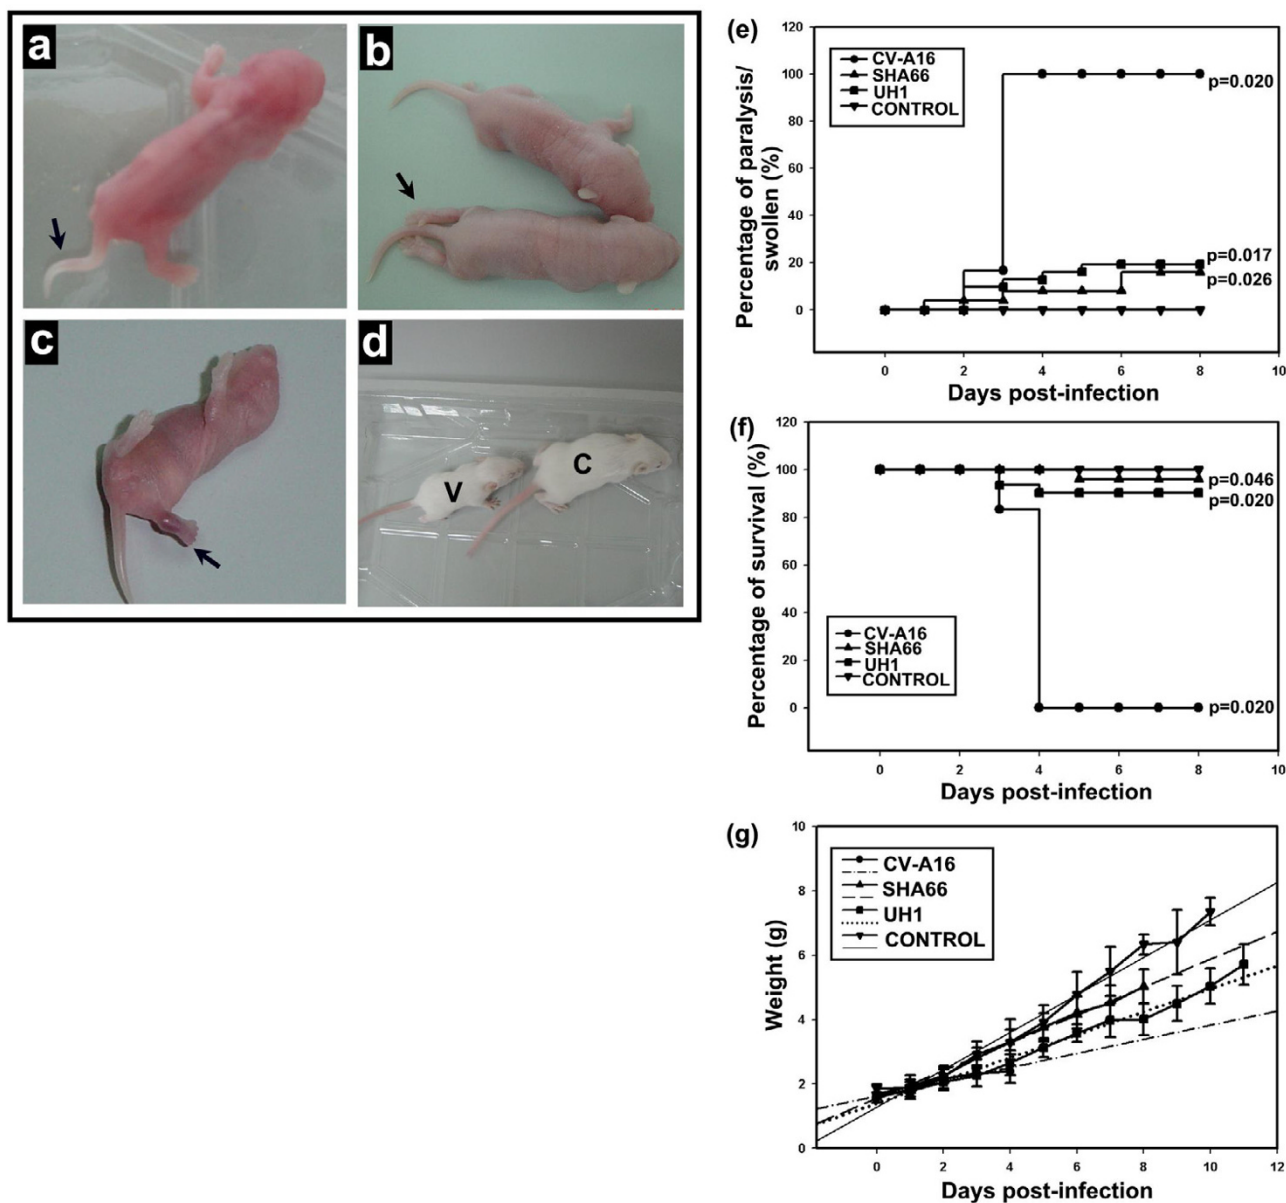 a
b
c
d
V
C
(e)
120
100
80
60
40
20
0
Percentage of paralysis/
swollen (%)
CV-A16
SHA66
UH1
CONTROL
p=0.020
p=0.017
p=0.026
0 2 4 6 8 10
Days post-infection
(f)
120
100
80
60
40
20
0
Percentage of survival (%)
p=0.046
p=0.020
CV-A16
SHA66
UH1
CONTROL
p=0.020
0 2 4 6 8 10
Days post-infection
(g)
10
8
6
4
2
0
Weight (g)
CV-A16
SHA66
UH1
CONTROL
0 2 4 6 8 10 12
Days post-infection